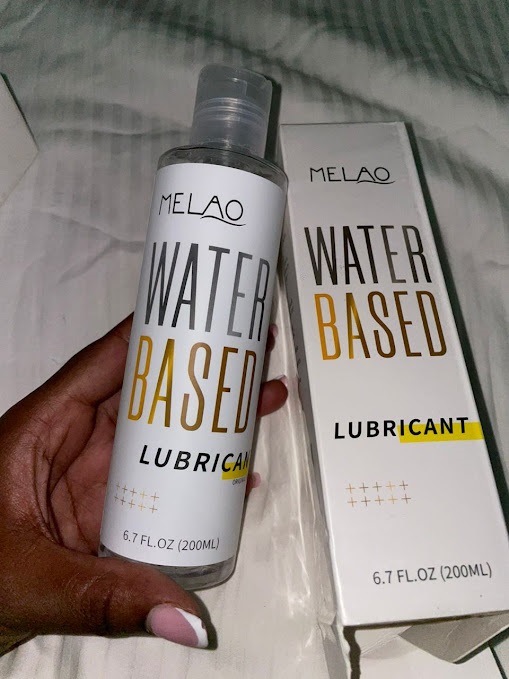 MELAO
WATER
BASED
LUBRICAN
6.7 FL.OZ (200ML)
MELAO
WATER
BASED
LUBRICANT
6.7 FL.OZ (200ML)